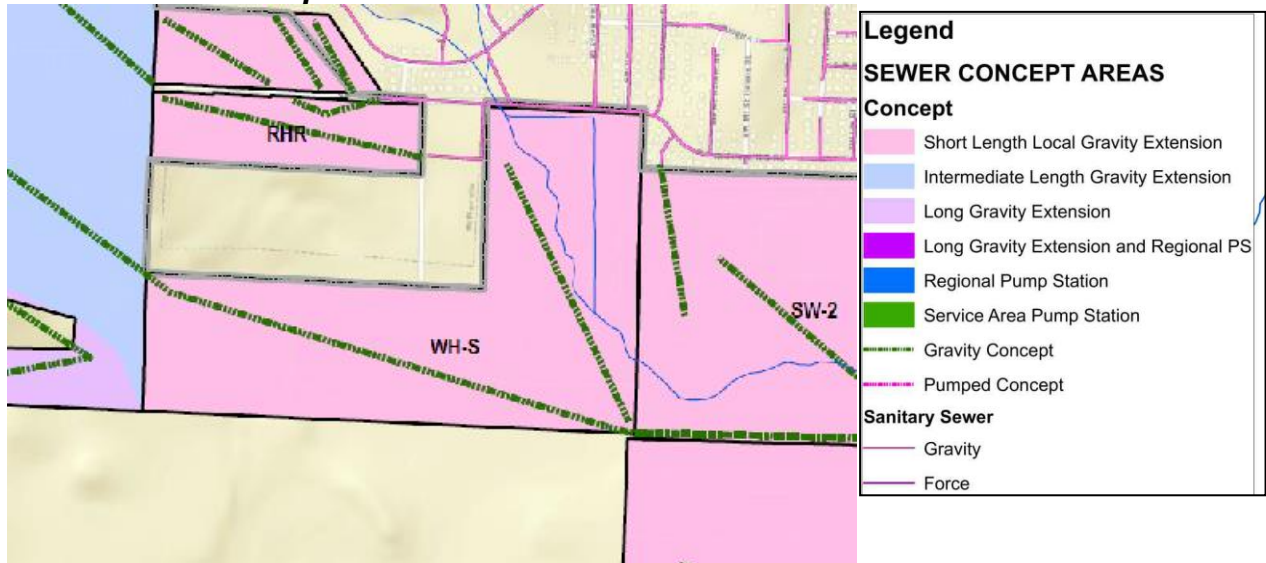 RHR
WH-S
SW-2
Legend
SEWER CONCEPT AREAS
Concept
Short Length Local Gravity Extension
Intermediate Length Gravity Extension
Long Gravity Extension
Long Gravity Extension and Regional PS
Regional Pump Station
Service Area Pump Station
Gravity Concept
Pumped Concept
Sanitary Sewer
Gravity
Force